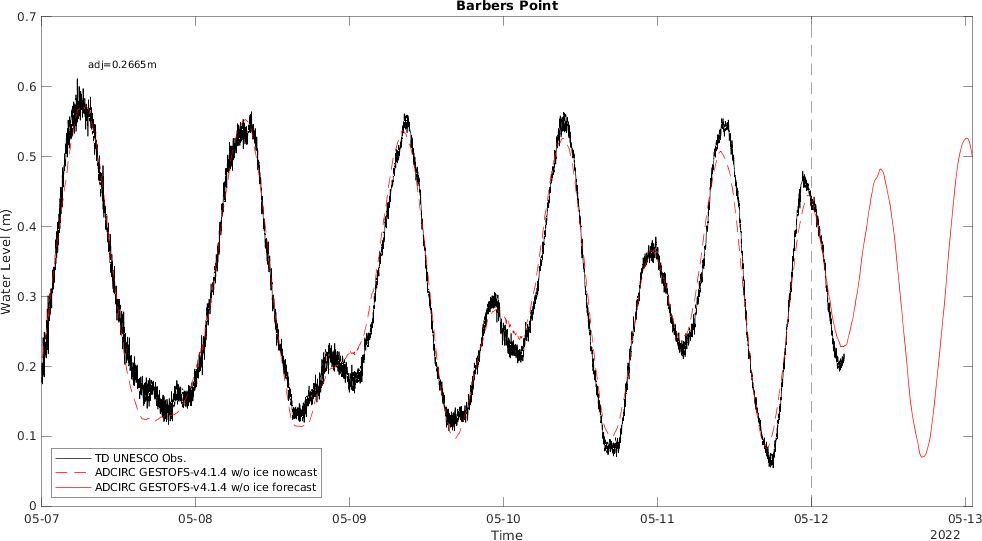 Barbers Point
0.7
adj=0.2665m
0.6
0.5
0.4
Water Level (m)
0.3
0.2
0.1
TD UNESCO Obs.
ADCIRC GESTOFS-v4.1.4 w/o ice nowcast
ADCIRC GESTOFS-v4.1.4 w/o ice forecast
0
05-07 05-08 05-09 05-10 05-11 05-12 05-13
Time
2022